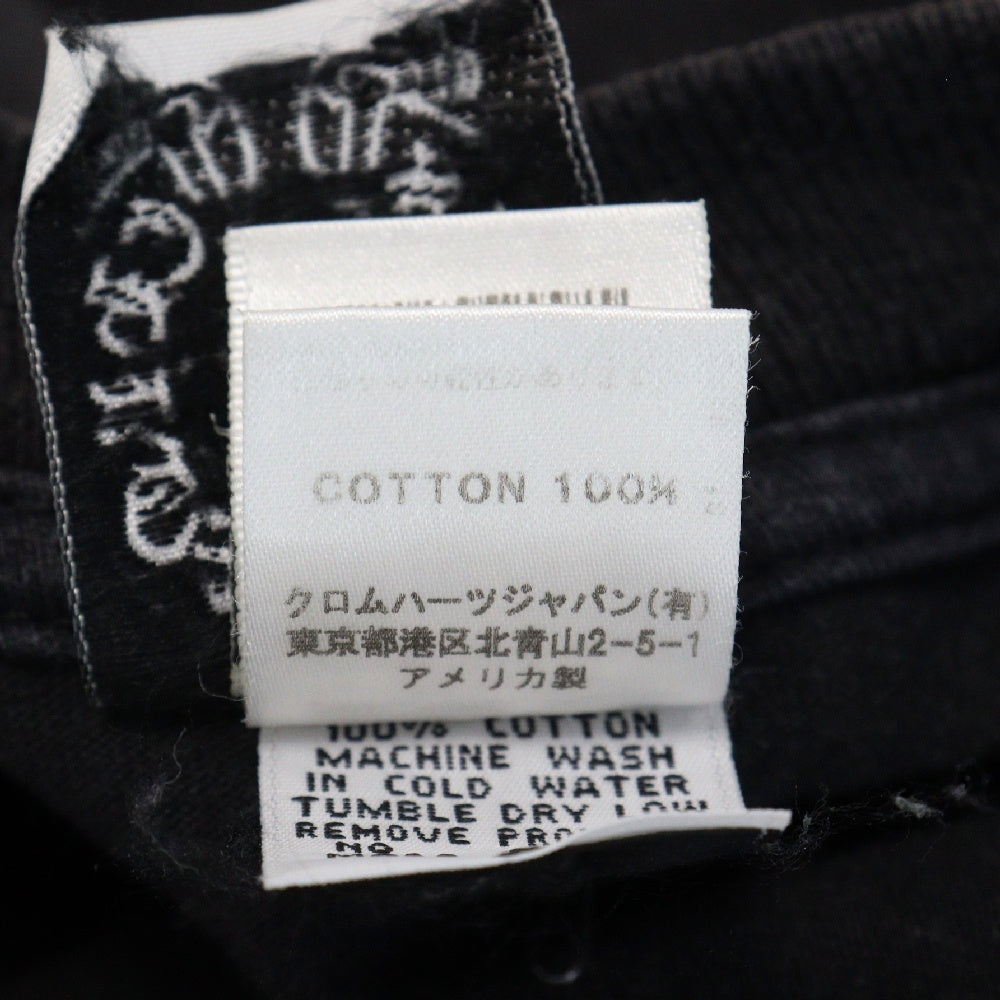 COTTON 100%
クロムハーツジャパン(有)
東京都港区北青山2-5-1
アメリカ製
100% COTTON
MACHINE WASH
IN COLD WATER
TUMBLE DRY LOW
REMOVE
NO